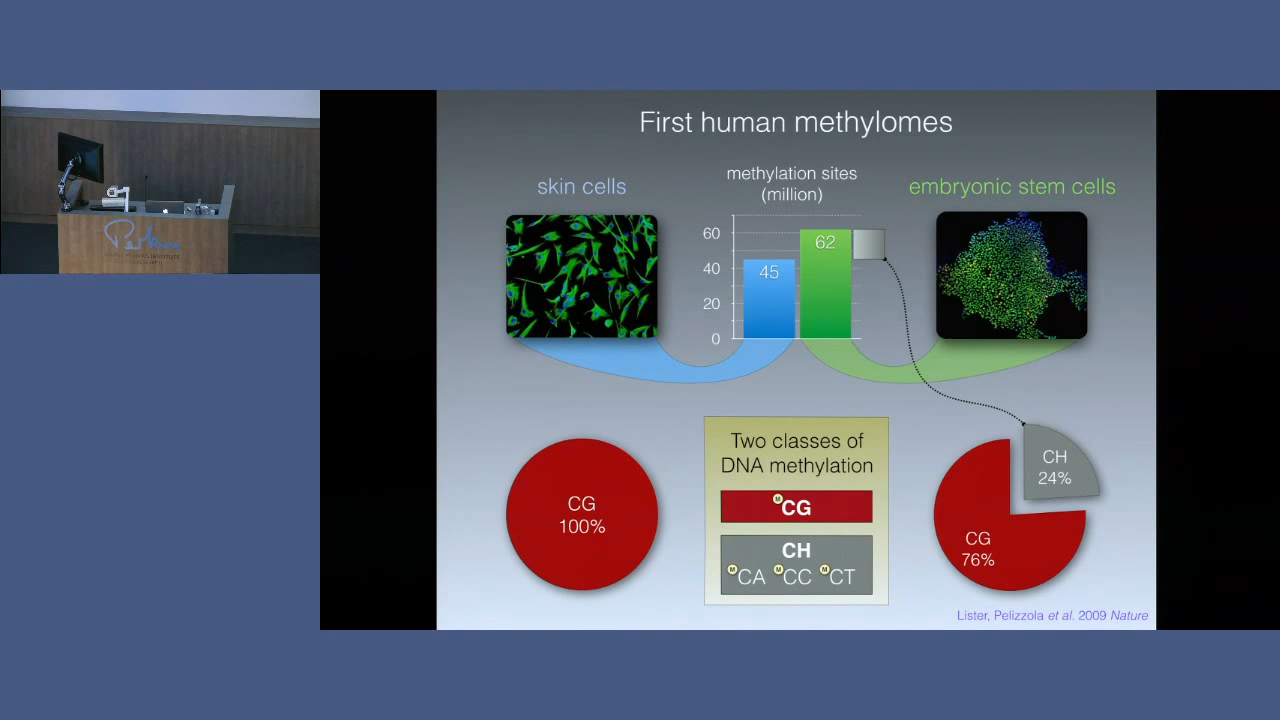 First human methylomes
skin cells
methylation sites
(million)
embryonic stem cells
60
40
20
0
45
62
Two classes of
DNA methylation
M
CG
CH
M
CA
M
CC
M
CT
CG
100%
CH
24%
CG
76%
Lister, Pelizzola et al. 2009 Nature